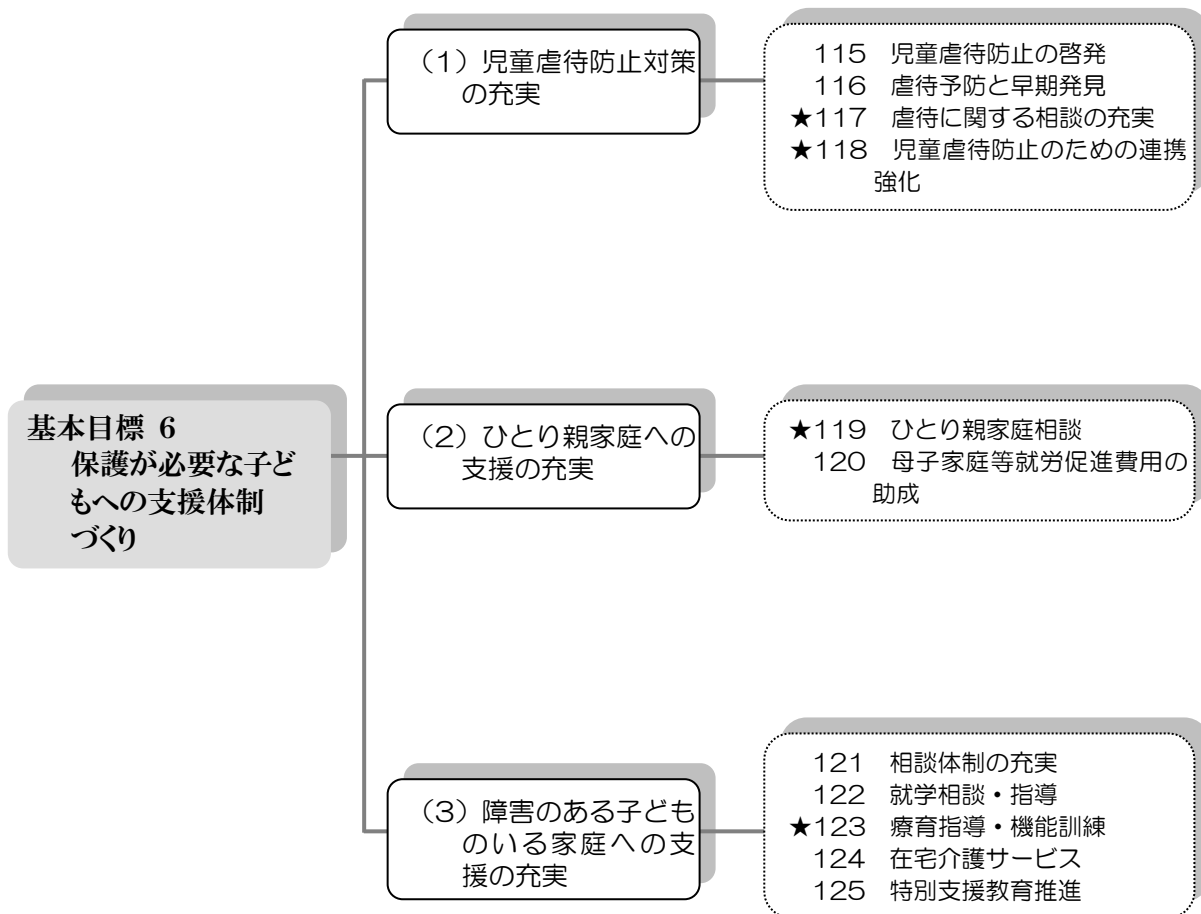 基本目標 6
保護が必要な子ど
もへの支援体制
づくり
（1）児童虐待防止対策
の充実
115 児童虐待防止の啓発
116 虐待予防と早期発見
★117 虐待に関する相談の充実
★118 児童虐待防止のための連携
強化
（2）ひとり親家庭への
支援の充実
★119 ひとり親家庭相談
120 母子家庭等就労促進費用の
助成
（3）障害のある子ども
のいる家庭への支
援の充実
121 相談体制の充実
122 就学相談・指導
★123 療育指導・機能訓練
124 在宅介護サービス
125 特別支援教育推進